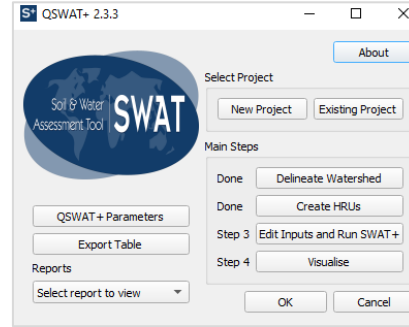 QSWAT+ 2.3.3
About
Select Project
New Project Existing Project
Soil & Water
Assessment Tool
SWAT
Main Steps
Done Delineate Watershed
Done Create HRUs
Step 3 Edit Inputs and Run SWAT+
Step 4 Visualise
QSWAT+ Parameters
Export Table
Reports
Select report to view
OK Cancel